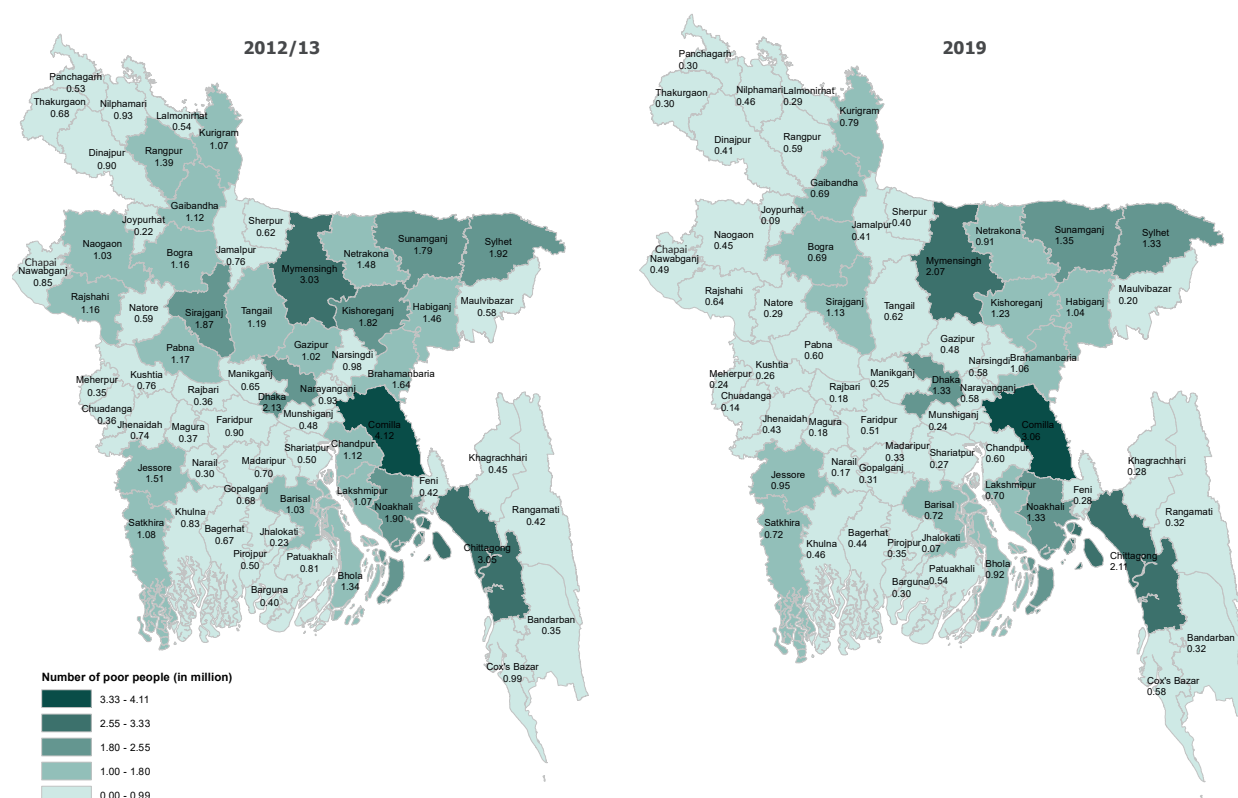 2012/13
Panchagarh
0.53
Thakurgaon
0.68
Nilphamari
0.93
Lalmonirhat
0.54
Kurigram
1.07
Dinajpur
0.90
Rangpur
1.39
Gaibandha
1.12
Joypurhat
0.22
Sherpur
0.62
Naogaon
1.03
Bogra
1.16
Jamalpur
0.76
Mymensingh
3.03
Netrakona
1.48
Sunamganj
1.79
Sylhet
1.92
Chapai
Nawabganj
0.85
Rajshahi
1.16
Natore
0.59
Sirajganj
1.87
Tangail
1.19
Kishoreganj
1.82
Habiganj
1.46
Maulvibazar
0.58
Pabna
1.17
Gazipur
1.02
Narsingdi
0.98
Brahamanbaria
1.64
Meherpur
0.35
Kushtia
0.76
Manikganj
0.65
Rajbari
0.36
Dhaka
2.13
Narayanganj
0.93
Chuadanga
0.36
Jhenaidah
0.74
Magura
0.37
Faridpur
0.90
Munshiganj
0.48
Comilla
4.12
Chandpur
1.12
Shariatpur
0.50
Jessore
1.51
Narail
0.30
Madaripur
0.70
Khagrachhari
0.45
Gopalganj
0.68
Barisal
1.03
Lakshmipur
1.07
Feni
0.42
Noakhali
1.90
Rangamati
0.42
Satkhira
1.08
Khulna
0.83
Bagerhat
0.67
Jhalokati
0.23
Pirojpur
0.50
Patuakhali
0.81
Chittagong
3.05
Bhola
1.34
Barguna
0.40
Bandarban
0.35
Cox's Bazar
0.99
Number of poor people (in million)
3.33 - 4.11
2.55 - 3.33
1.80 - 2.55
1.00 - 1.80
0.00 - 0.99
2019
Panchagarh
0.30
Thakurgaon
0.30
Nilphamari
0.46
Lalmonirhat
0.29
Kurigram
0.79
Dinajpur
0.41
Rangpur
0.59
Gaibandha
0.69
Joypurhat
0.09
Jamalpur
0.41
Sherpur
0.40
Naogaon
0.45
Bogra
0.69
Mymensingh
2.07
Netrakona
0.91
Sunamganj
1.35
Sylhet
1.33
Chapai
Nawabganj
0.49
Rajshahi
0.64
Natore
0.29
Sirajganj
1.13
Tangail
0.62
Kishoreganj
1.23
Habiganj
1.04
Maulvibazar
0.20
Pabna
0.60
Gazipur
0.48
Narsingdi
0.58
Brahamanbaria
1.06
Meherpur
0.24
Kushtia
0.26
Manikganj
0.25
Dhaka
1.33
Narayanganj
0.58
Chuadanga
0.14
Rajbari
0.18
Jhenaidah
0.43
Magura
0.18
Faridpur
0.51
Munshiganj
0.24
Comilla
3.06
Madaripur
0.33
Shariatpur
0.27
Chandpur
0.60
Jessore
0.95
Narail
0.17
Gopalganj
0.31
Khagrachhari
0.28
Lakshmipur
0.70
Feni
0.28
Barisal
0.72
Noakhali
1.33
Rangamati
0.32
Satkhira
0.72
Khulna
0.46
Bagerhat
0.44
Pirojpur
0.35
Jhalokati
0.07
Patuakhali
0.54
Bhola
0.92
Chittagong
2.11
Barguna
0.30
Bandarban
0.32
Cox's Bazar
0.58